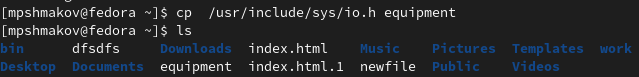 [mpshmakov@fedora ~]$ cp  /usr/include/sys/io.h equipment
[mpshmakov@fedora ~]$ ls
bin      dfsdfs     Downloads  index.html    Music    Pictures  Templates  work
Desktop  Documents  equipment  index.html.1  newfile  Public    Videos